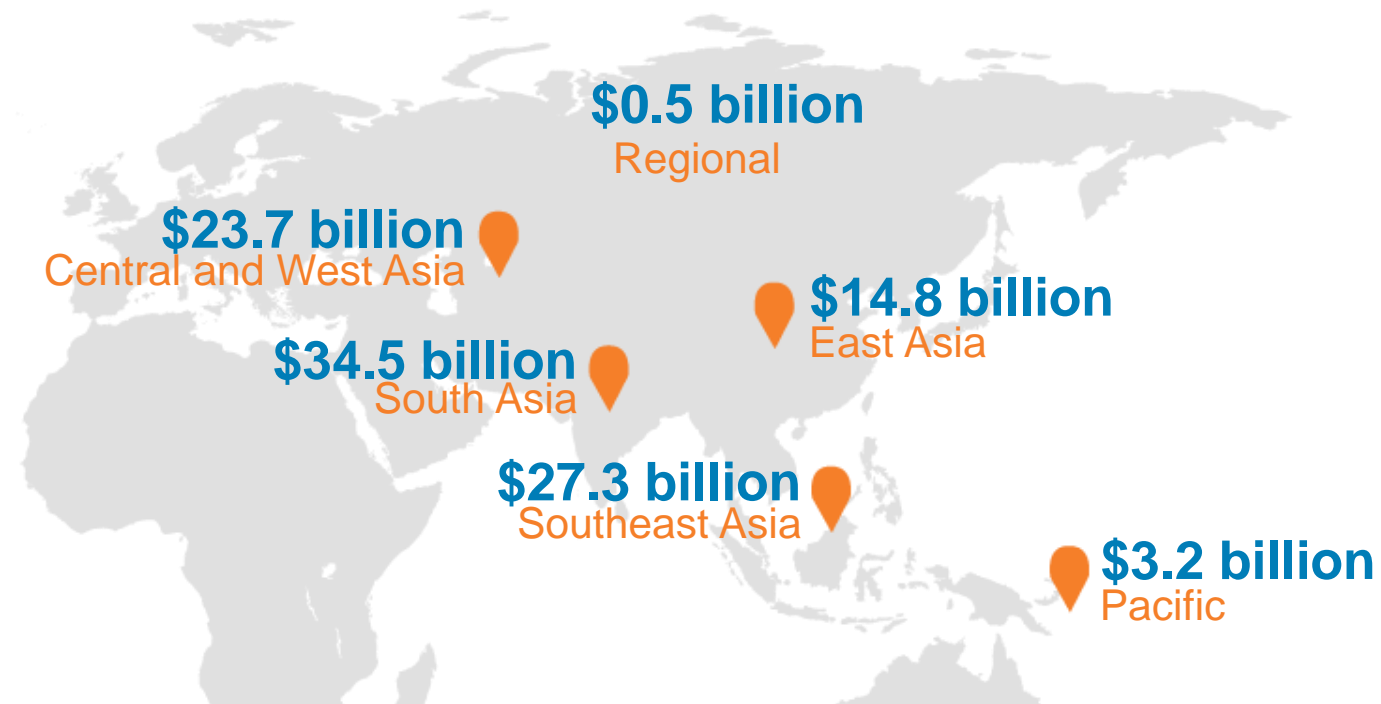 $0.5 billion
Regional
$23.7 billion
Central and West Asia
$14.8 billion
East Asia
$34.5 billion
South Asia
$27.3 billion
Southeast Asia
$3.2 billion
Pacific